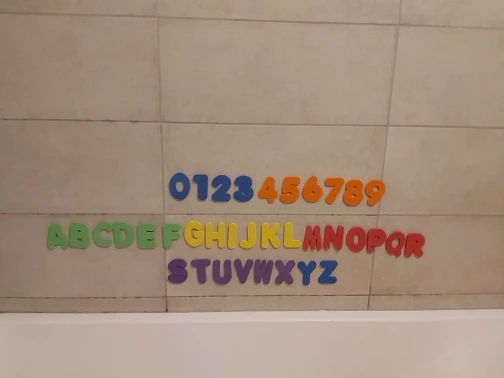 0123456789
ABCDEFGHIJKLMNOPQR
STUVWXYZ